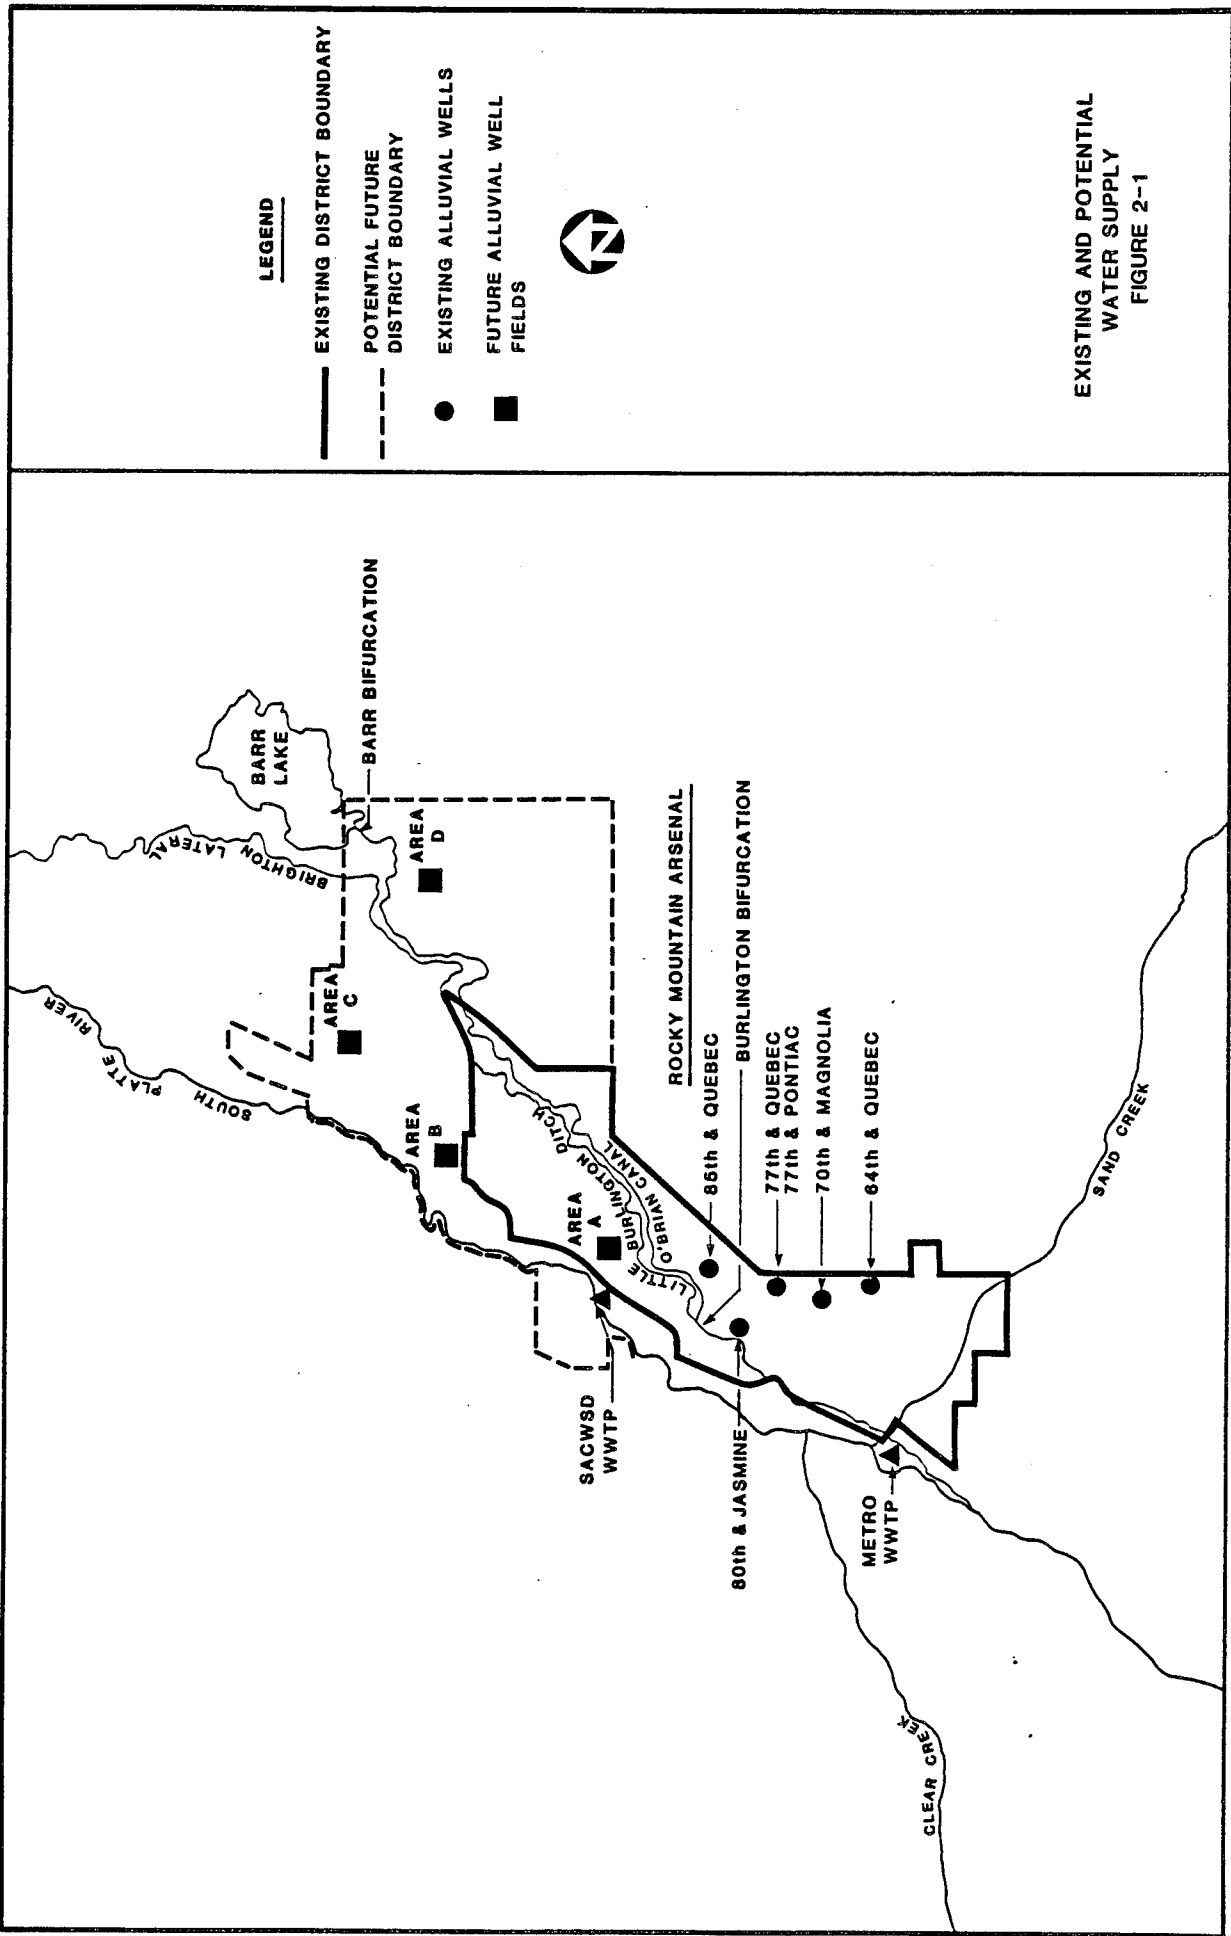 SOUTH PLATTE RIVER
BRIGHTON LATERAL
BARR
LAKE
BARR BIFURCATION
AREA
C
AREA
D
AREA
B
AREA
A
SACWSD
WWTP
LITTLE BURLINGTON DITCH
O'BRIAN CANAL
ROCKY MOUNTAIN ARSENAL
BURLINGTON BIFURCATION
85th & QUEBEC
77th & QUEBEC
77th & PONTIAC
70th & MAGNOLIA
64th & QUEBEC
80th & JASMINE
METRO
WWTP
CLEAR CREEK
SAND CREEK
LEGEND
EXISTING DISTRICT BOUNDARY
POTENTIAL FUTURE
DISTRICT BOUNDARY
EXISTING ALLUVIAL WELLS
FUTURE ALLUVIAL WELL
FIELDS
N
EXISTING AND POTENTIAL
WATER SUPPLY
FIGURE 2-1